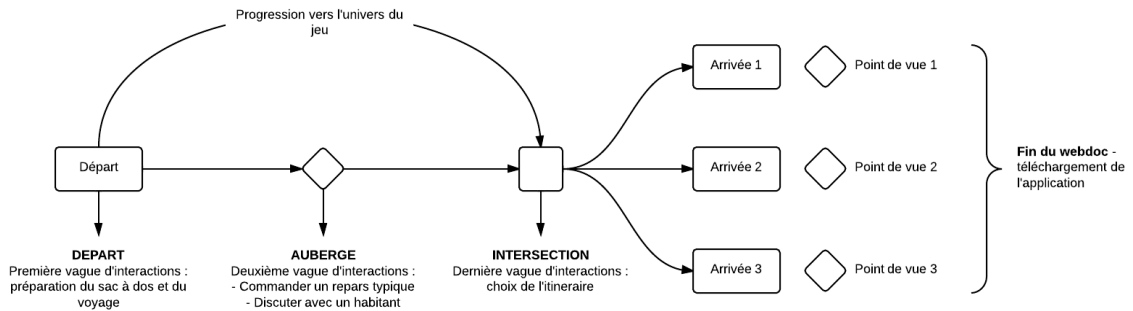 Progression vers l'univers du
jeu
Départ
Arrivée 1
Point de vue 1
Arrivée 2
Point de vue 2
Arrivée 3
Point de vue 3
Fin du webdoc -
téléchargement de
l'application
DEPART
Première vague d'interactions :
préparation du sac à dos et du
voyage
AUBERGE
Deuxième vague d'interactions :
- Commander un repars typique
- Discuter avec un habitant
INTERSECTION
Dernière vague d'interactions :
choix de l'itineraire